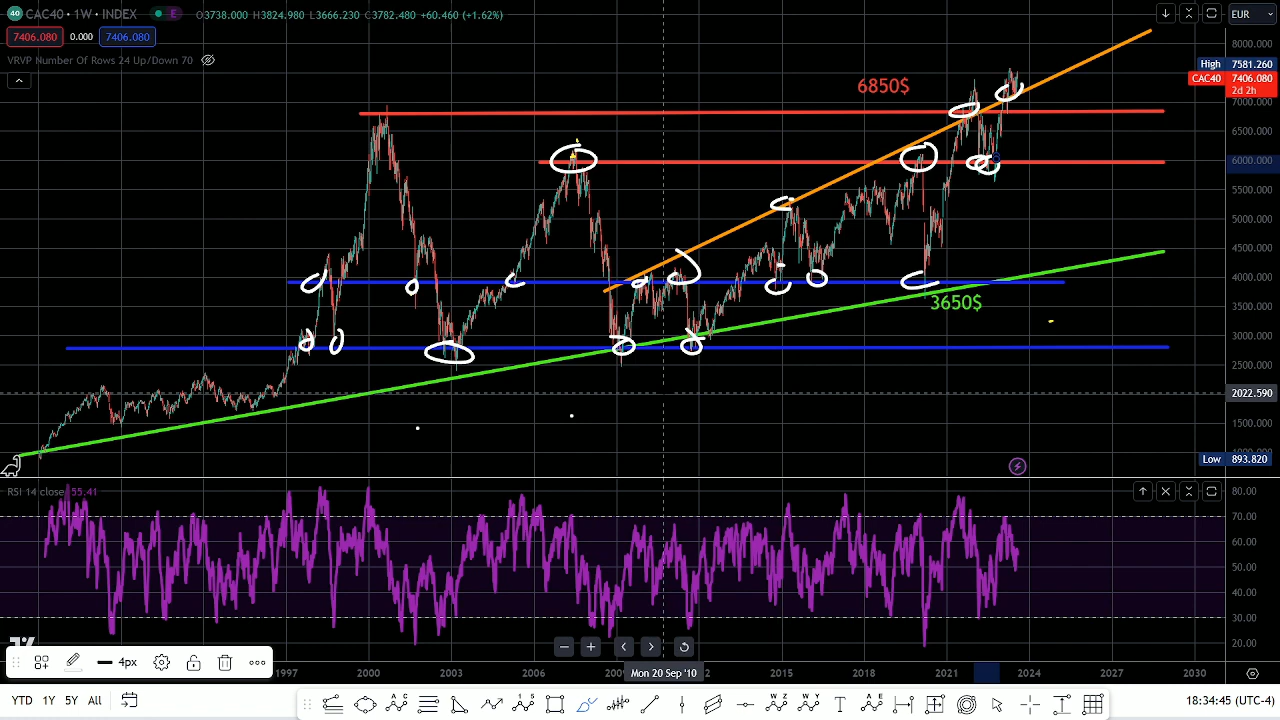 CAC40 • 1W • INDEX E O3738.000 H3824.980 L3666.230 C3782.480 +60.460 (+1.62%) EUR
7406.080 0.000 7406.080
VRVP Number Of Rows 24 Up/Down 70
8000.000
High 7581.260
CAC40 7406.080
2d 2h
6850$
7000.000
6500.000
6000.000
5500.000
5000.000
4500.000
4000.000
3650$
3500.000
3000.000
2500.000
2022.590
1500.000
Low 893.820
RSI 14 close 55.41
80.00
70.00
60.00
50.00
40.00
30.00
20.00
4px
1997 2000 2003 2006 Mon 20 Sep '10 2015 2018 2021 2024 2027 2030
YTD 1Y 5Y ALL 18:34:45 (UTC-4)